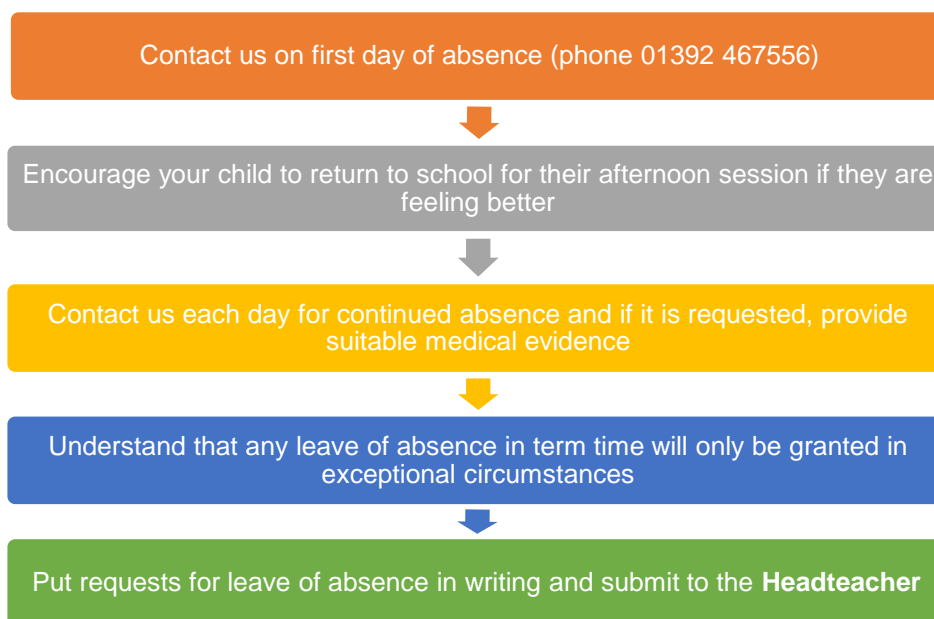 Contact us on first day of absence (phone 01392 467556)
Encourage your child to return to school for their afternoon session if they are
feeling better
Contact us each day for continued absence and if it is requested, provide
suitable medical evidence
Understand that any leave of absence in term time will only be granted in
exceptional circumstances
Put requests for leave of absence in writing and submit to the Headteacher